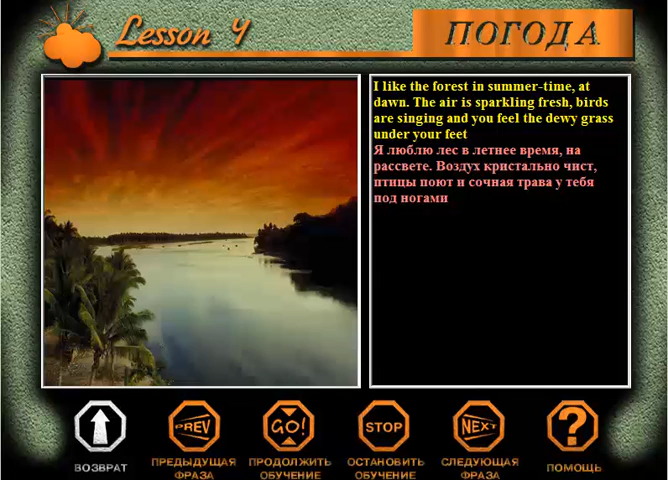 Lesson 4
ПОГОДА
I like the forest in summer-time, at
dawn. The air is sparkling fresh, birds
are singing and you feel the dewy grass
under your feet
Я люблю лес в летнее время, на
рассвете. Воздух кристально чист,
птицы поют и сочная трава у тебя
под ногами
PREV
GO!
STOP
NEXT
?
ВОЗВРАТ
ПРЕДЫДУЩАЯ
ФРАЗА
ПРОДОЛЖИТЬ
ОБУЧЕНИЕ
ОСТАНОВИТЬ
ОБУЧЕНИЕ
СЛЕДУЮЩАЯ
ФРАЗА
ПОМОЩЬ